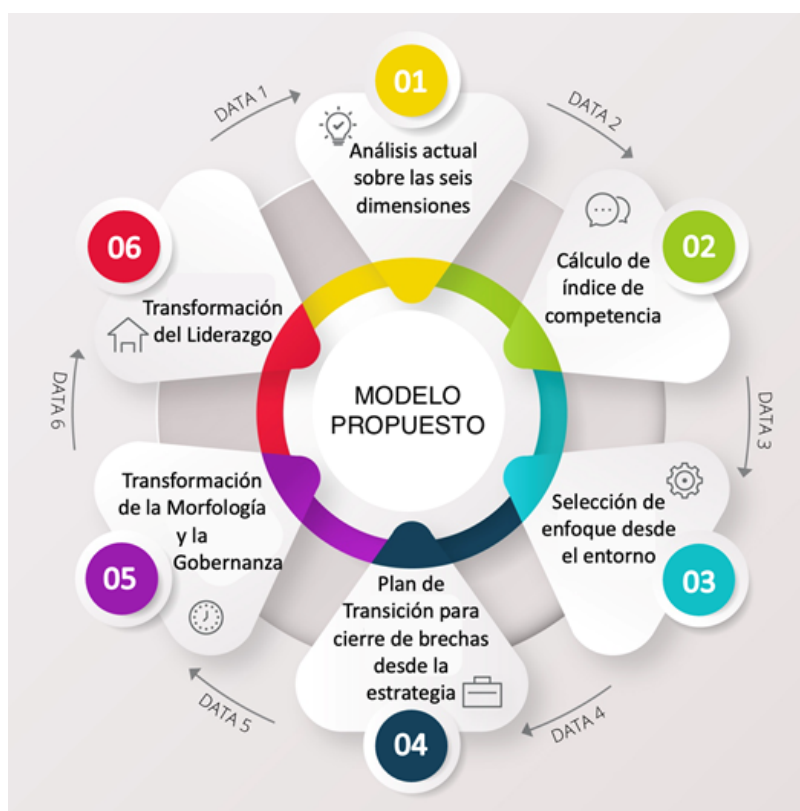 DATA 1
01
Análisis actual
sobre las seis
dimensiones
DATA 2
02
Cálculo de
índice de
competencia
DATA 3
Selección de
enfoque desde
el entorno
03
DATA 4
Plan de
Transición para
cierre de brechas
desde la
estrategia
04
DATA 5
Transformación
de la Morfología
y la
Gobernanza
05
DATA 6
06
Transformación
del Liderazgo
MODELO
PROPUESTO